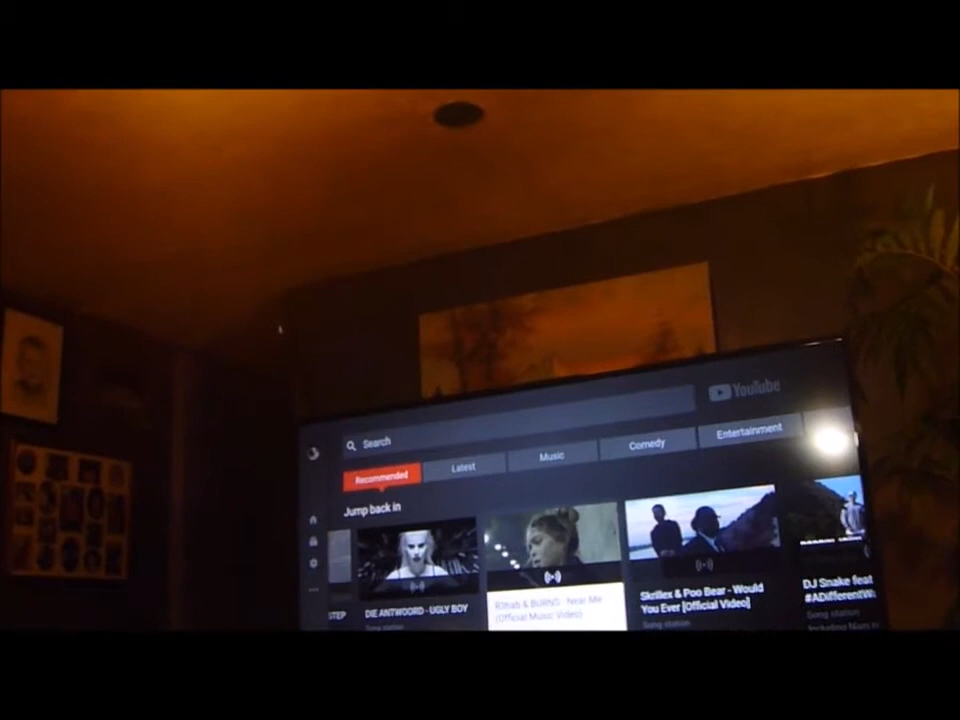 YouTube
Search
Recommended Latest Music Comedy Entertainment
Jump back in
STEP
DIE ANTWOORD - UGLY BOY
Song station
R3hab & BURNS - Near Me
(Official Music Video)
Skrillex & Poo Bear - Would
You Ever [Official Video]
Song station
DJ Snake feat
#ADifferentW
Song station